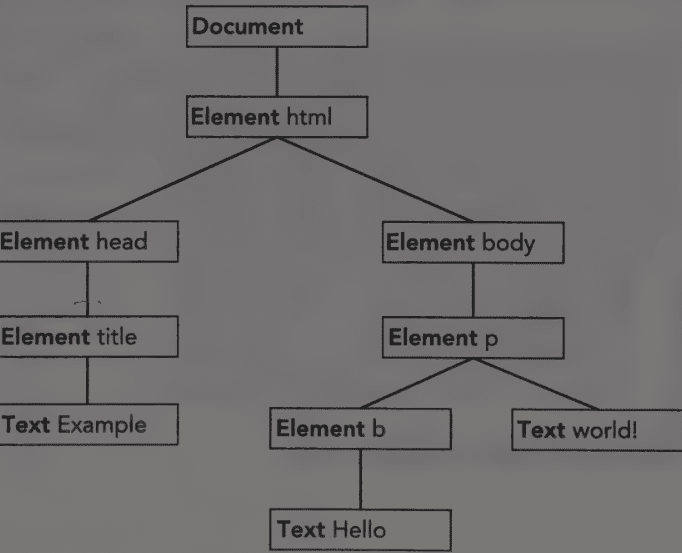 Document
Element html
Element head
Element body
Element title
Element p
Text Example
Element b
Text world!
Text Hello